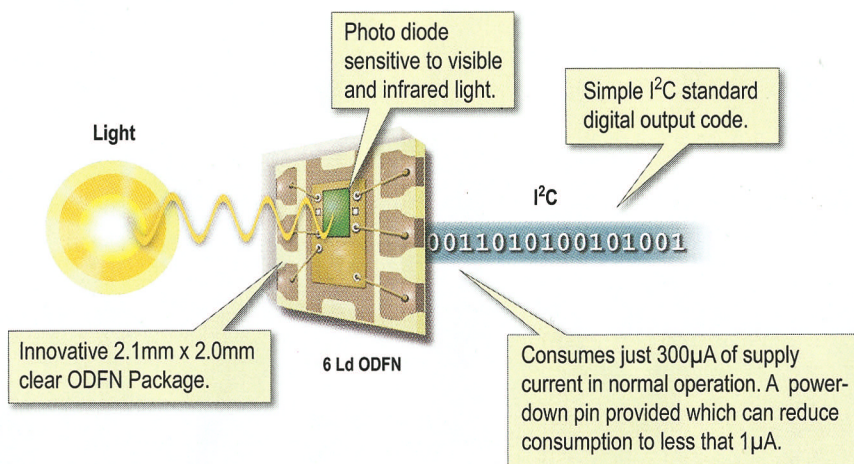 Photo diode
sensitive to visible
and infrared light.
Simple I²C standard
digital output code.
Light
I²C
00110101001010​01
Innovative 2.1mm x 2.0mm
clear ODFN Package.
6 Ld ODFN
Consumes just 300µA of supply
current in normal operation. A power-
down pin provided which can reduce
consumption to less that 1µA.